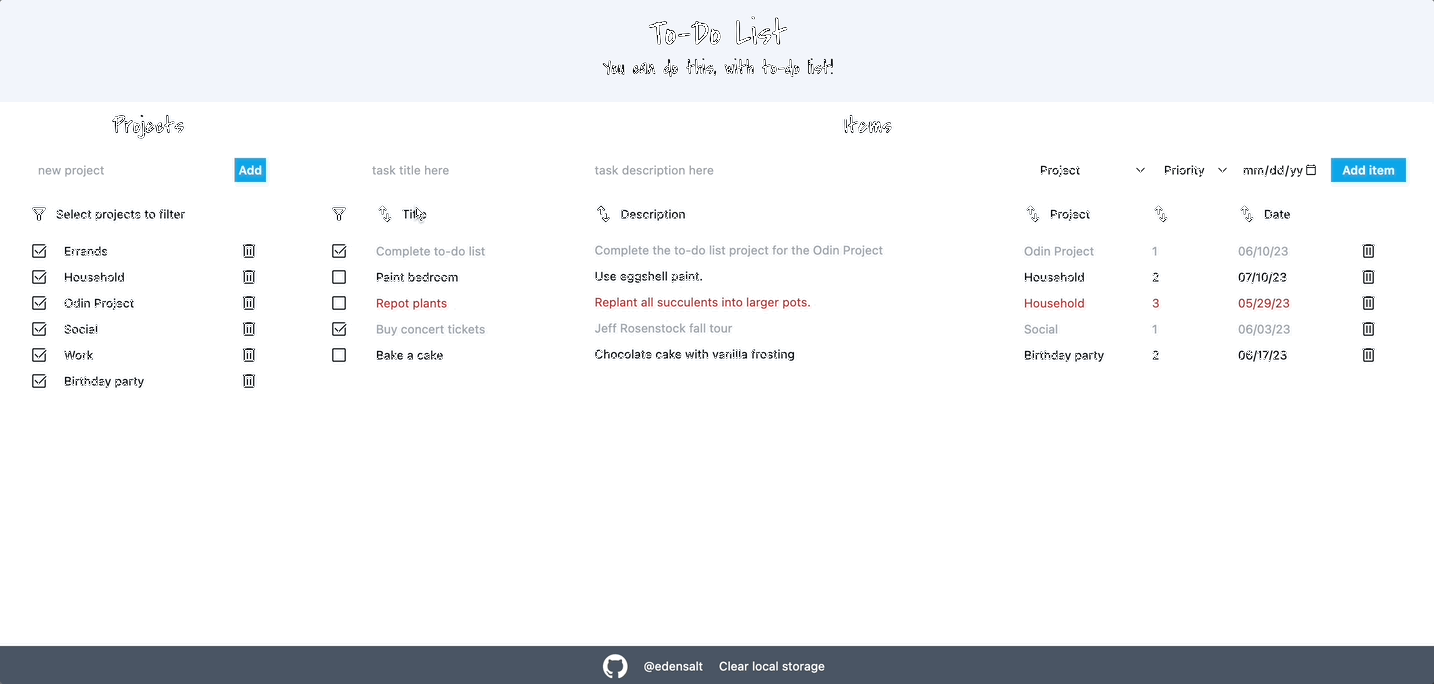 To-Do List
You can do this, with to-do list!
Projects
Items
new project Add
task title here task description here Project Priority mm/dd/yy Add item
Select projects to filter
Title Description Project Date
Errands
Household
Odin Project
Social
Work
Birthday party
Complete to-do list Complete the to-do list project for the Odin Project Odin Project 1 06/10/23
Paint bedroom Use eggshell paint. Household 2 07/10/23
Repot plants Replant all succulents into larger pots. Household 3 05/29/23
Buy concert tickets Jeff Rosenstock fall tour Social 1 06/03/23
Bake a cake Chocolate cake with vanilla frosting Birthday party 2 06/17/23
@edensalt Clear local storage